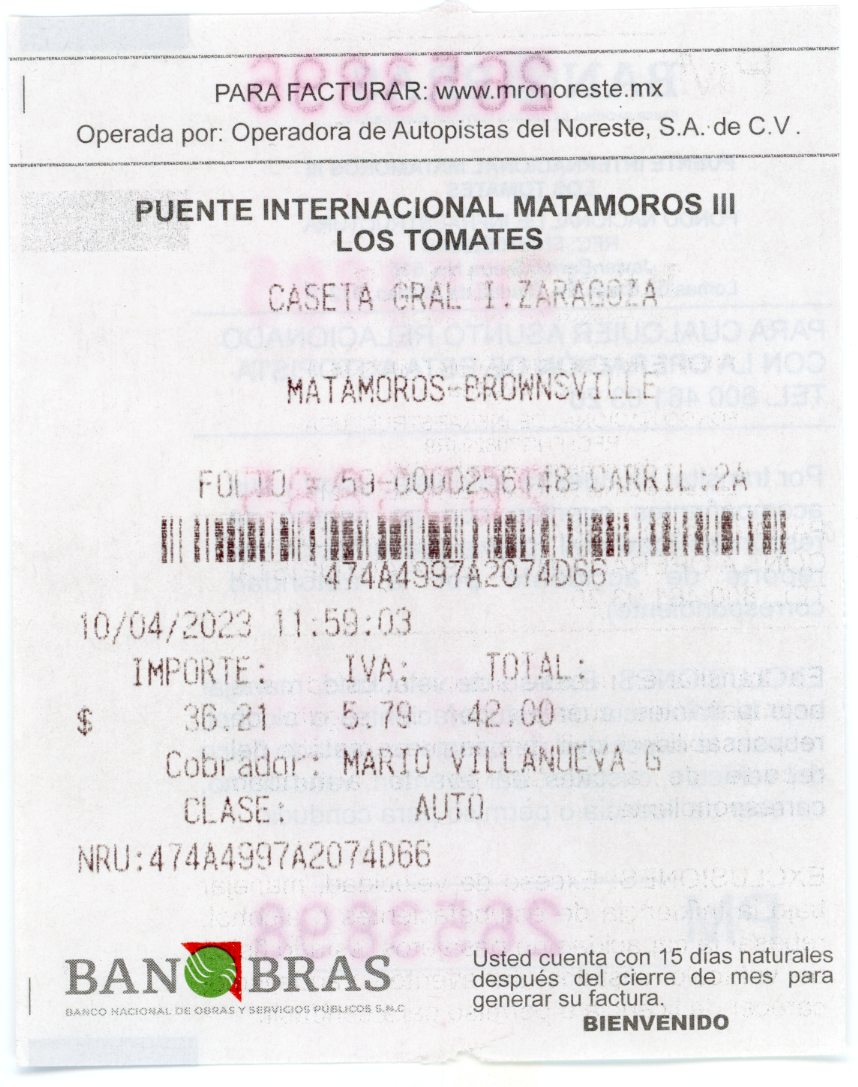 PARA FACTURAR: www.mronoreste.mx
Operada por: Operadora de Autopistas del Noreste, S.A. de C.V.
PUENTE INTERNACIONAL MATAMOROS III
LOS TOMATES
CASETA GRAL I.ZARAGOZA
MATAMOROS-BROWNSVILLE
FOLIO : 59-0000256148 CARRIL:2A
474A4997A2074D66
10/04/2023 11:59:03
IMPORTE: IVA: TOTAL:
$ 36.21 5.79 42.00
Cobrador: MARIO VILLANUEVA G
CLASE: AUTO
NRU:474A4997A2074D66
BANOBRAS
BANCO NACIONAL DE OBRAS Y SERVICIOS PÚBLICOS S.N.C
Usted cuenta con 15 días naturales
después del cierre de mes para
generar su factura.
BIENVENIDO